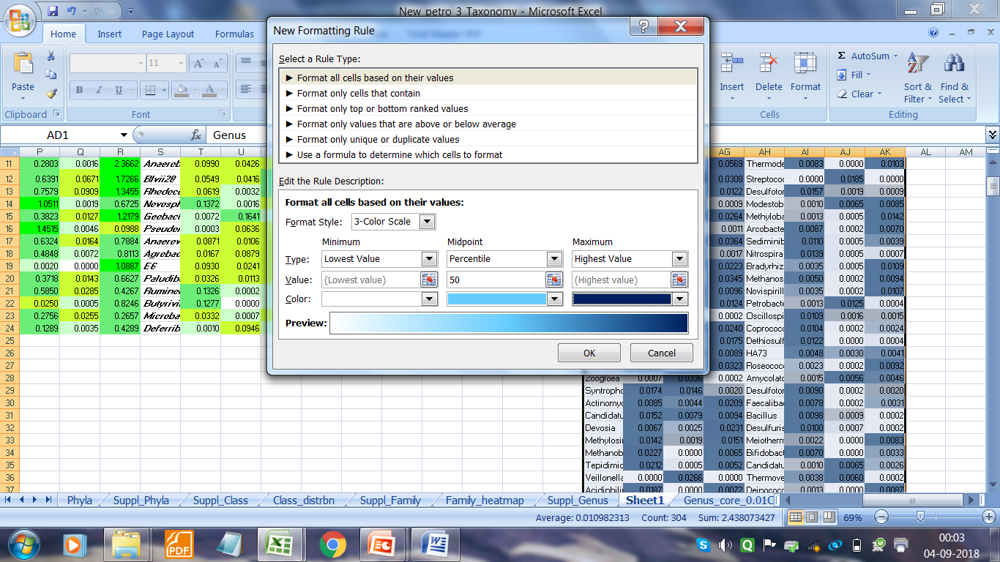 New_petro_3_Taxonomy - Microsoft Excel
Home Insert Page Layout Formulas
Paste
Clipboard
11
B I U
Font
Insert Delete Format
Cells
Σ AutoSum
Fill
Clear
Sort & Filter
Find & Select
Editing
AD1 fx Genus
New Formatting Rule
Select a Rule Type:
► Format all cells based on their values
► Format only cells that contain
► Format only top or bottom ranked values
► Format only values that are above or below average
► Format only unique or duplicate values
► Use a formula to determine which cells to format
Edit the Rule Description:
Format all cells based on their values:
Format Style: 3-Color Scale
Minimum Midpoint Maximum
Type: Lowest Value Percentile Highest Value
Value: (Lowest value) 50 (Highest value)
Color:
Preview:
OK Cancel
P Q R S T U
11 0.2803 0.0016 2.3662 Anaerob 0.0990 0.0426
12 0.6391 0.0671 1.7266 Blvii28 0.0549 0.0416
13 0.7579 0.0909 1.3455 Rhodoco 0.0619 0.0032
14 1.0511 0.0019 0.6725 Novosph 0.1372 0.0016
15 0.3823 0.0127 1.2179 Geobact 0.0072 0.1641
16 1.4515 0.0046 0.0988 Pseudom 0.0003 0.0636
17 0.6324 0.0164 0.7884 Anaerov 0.0871 0.0106
18 0.4848 0.0072 0.8113 Agrobac 0.0167 0.0879
19 0.0020 0.0000 1.0887 E6 0.0930 0.0241
20 0.3718 0.0143 0.6627 Paludib 0.0326 0.0113
21 0.5850 0.0285 0.4267 Rumino 0.1326 0.0002
22 0.0250 0.0005 0.8246 Butyrivi 0.1277 0.0000
23 0.2756 0.0255 0.2657 Microba 0.0332 0.0007
24 0.1289 0.0035 0.4289 Deferrib 0.0010 0.0946
25
26
27
28
29
30
31
32
33
34
35
36
37
AG AH AI AJ AK AL AM
0.0569 Thermode 0.0083 0.0000 0.0103
0.0308 Streptoco 0.0000 0.0185 0.0000
0.0122 Desulfoto 0.0157 0.0019 0.0009
0.0009 Modestob 0.0010 0.0065 0.0085
0.0264 Methyloba 0.0013 0.0005 0.0142
0.0011 Arcobacte 0.0087 0.0002 0.0070
0.0364 Sediminib 0.0110 0.0005 0.0039
0.0017 Nitrospira 0.0139 0.0005 0.0007
0.0223 Bradyrhiz 0.0035 0.0005 0.0109
0.0345 Methanos 0.0050 0.0002 0.0094
0.0096 Novispirill 0.0035 0.0002 0.0107
0.0124 Petrobacte 0.0013 0.0125 0.0004
0.0002 Oscillospi 0.0109 0.0016 0.0015
0.0240 Coprococ 0.0104 0.0002 0.0024
0.0175 Dethiosulf 0.0122 0.0000 0.0004
0.0089 HA73 0.0048 0.0030 0.0041
0.0323 Roseococ 0.0023 0.0002 0.0092
Zoogloea 0.0007 0.0336 0.0002 Amycolato 0.0015 0.0056 0.0046
Syntropho 0.0174 0.0146 0.0020 Desulfoto 0.0090 0.0002 0.0020
Actinomyc 0.0085 0.0044 0.0209 Faecaliba 0.0078 0.0002 0.0031
Candidatu 0.0152 0.0079 0.0094 Bacillus 0.0098 0.0009 0.0002
Devosia 0.0067 0.0025 0.0231 Desulfuris 0.0100 0.0007 0.0002
Methylosin 0.0142 0.0019 0.0151 Meiotherm 0.0022 0.0000 0.0083
Methanob 0.0227 0.0000 0.0065 Bifidobact 0.0070 0.0000 0.0033
Tepidimic 0.0212 0.0005 0.0052 Candidatu 0.0010 0.0065 0.0026
Veillonella 0.0000 0.0266 0.0000 Thermove 0.0038 0.0060 0.0002
Acidiphili 0.0187 0.0000 0.0072 Deinococ 0.0013 0.0000 0.0087
Phyla Suppl_Phyla Suppl_Class Class_distrbn Suppl_Family Family_heatmap Suppl_Genus Sheet1 Genus_core_0.01C
Average: 0.010982313 Count: 304 Sum: 2.438073427 69%
PDF
00:03
04-09-2018